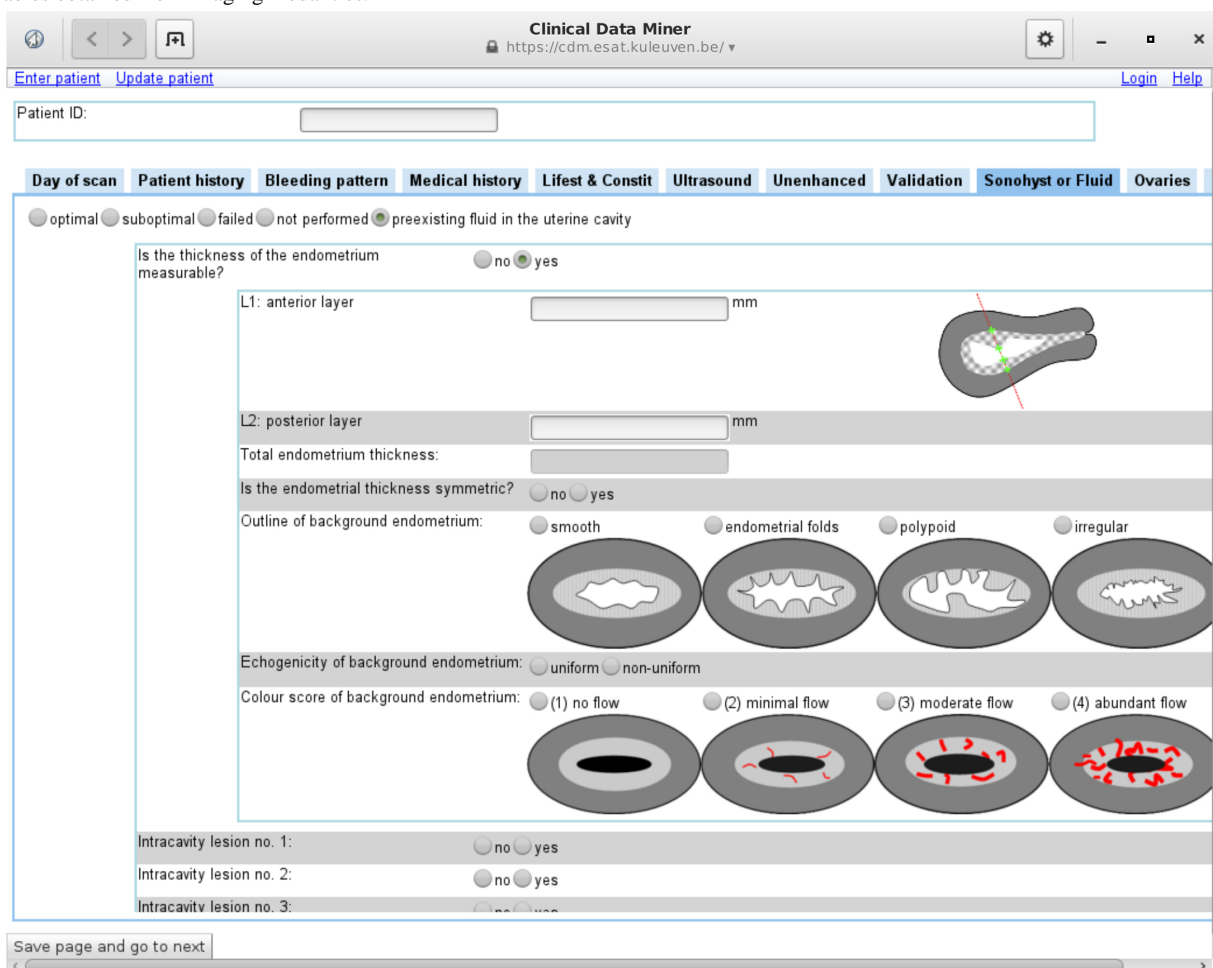 Clinical Data Miner
https://cdm.esat.kuleuven.be/
Enter patient Update patient Login Help
Patient ID:
Day of scan Patient history Bleeding pattern Medical history Lifest & Constit Ultrasound Unenhanced Validation Sonohyst or Fluid Ovaries
optimal suboptimal failed not performed preexisting fluid in the uterine cavity
Is the thickness of the endometrium
measurable?
no yes
L1: anterior layer mm
L2: posterior layer mm
Total endometrium thickness:
Is the endometrial thickness symmetric? no yes
Outline of background endometrium: smooth endometrial folds polypoid irregular
Echogenicity of background endometrium: uniform non-uniform
Colour score of background endometrium: (1) no flow (2) minimal flow (3) moderate flow (4) abundant flow
Intracavity lesion no. 1: no yes
Intracavity lesion no. 2: no yes
Intracavity lesion no. 3: no yes
Save page and go to next